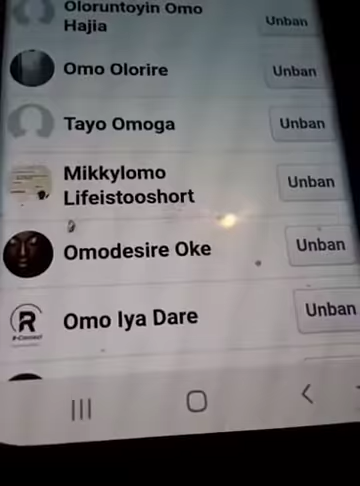 Oloruntoyin Omo
Hajia
Unban
Omo Olorire
Unban
Tayo Omoga
Unban
Mikkylomo
Lifeistooshort
Unban
Omodesire Oke
Unban
R
Omo Iya Dare
Unban